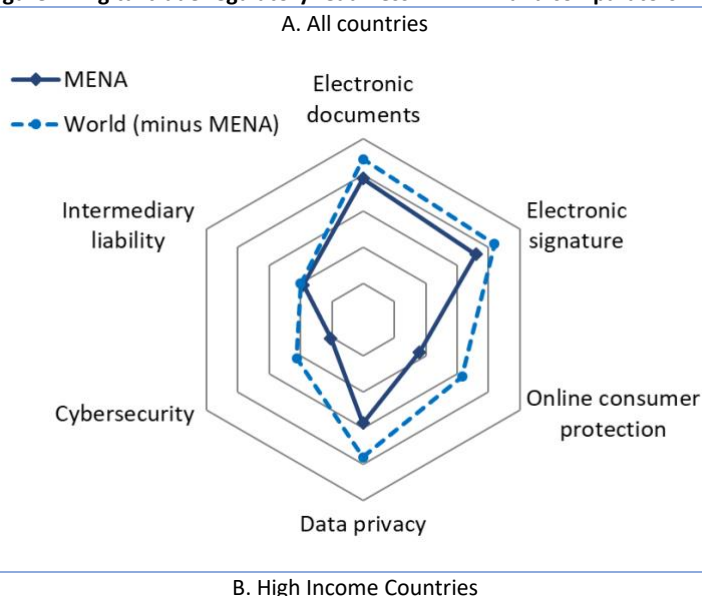 A. All countries
MENA
World (minus MENA)
Electronic
documents
Intermediary
liability
Electronic
signature
Cybersecurity
Online consumer
protection
Data privacy
B. High Income Countries